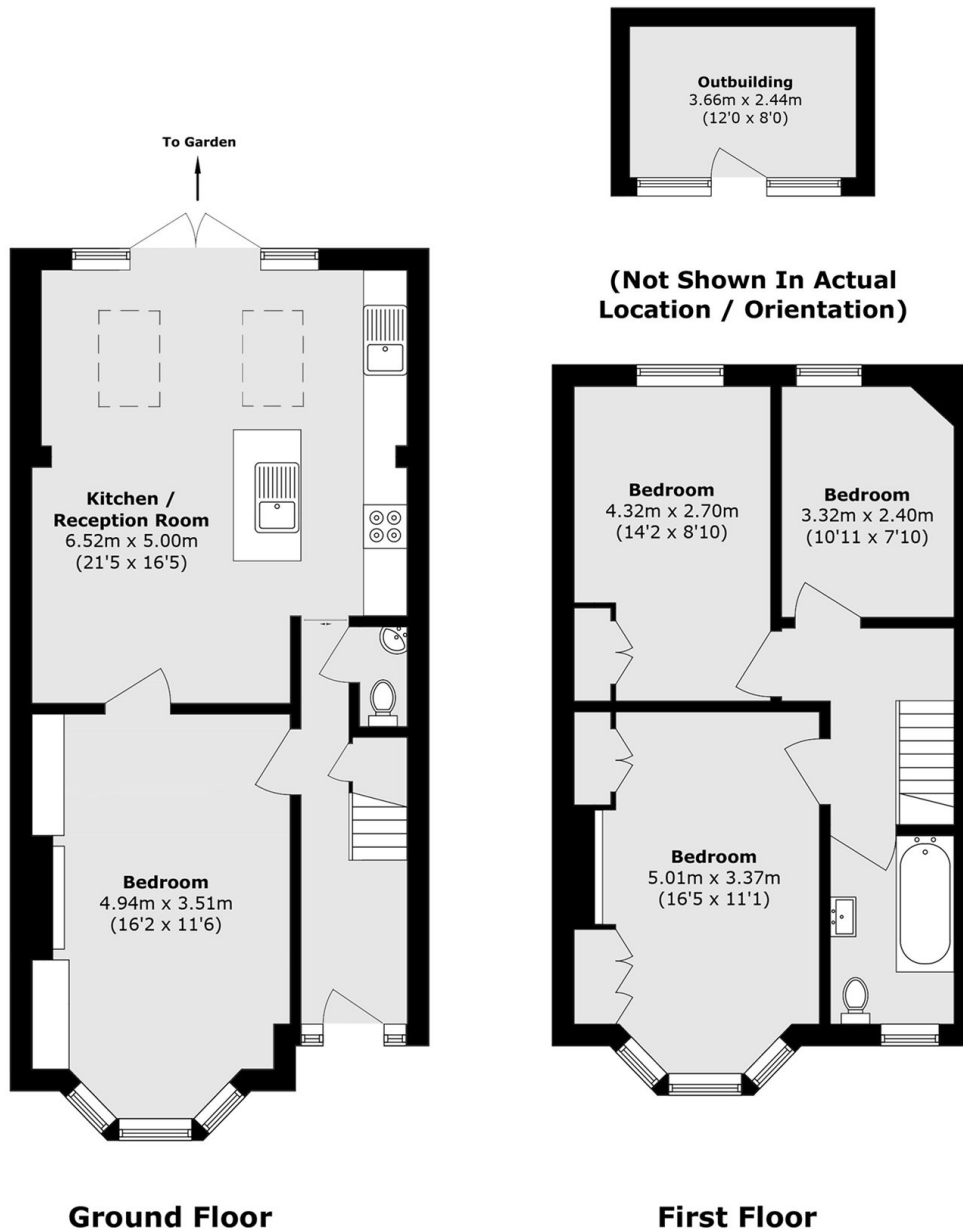 Outbuilding
3.66m x 2.44m
(12'0 x 8'0)
To Garden
(Not Shown In Actual
Location / Orientation)
Kitchen /
Reception Room
6.52m x 5.00m
(21'5 x 16'5)
Bedroom
4.32m x 2.70m
(14'2 x 8'10)
Bedroom
3.32m x 2.40m
(10'11 x 7'10)
Bedroom
4.94m x 3.51m
(16'2 x 11'6)
Bedroom
5.01m x 3.37m
(16'5 x 11'1)
Ground Floor
First Floor